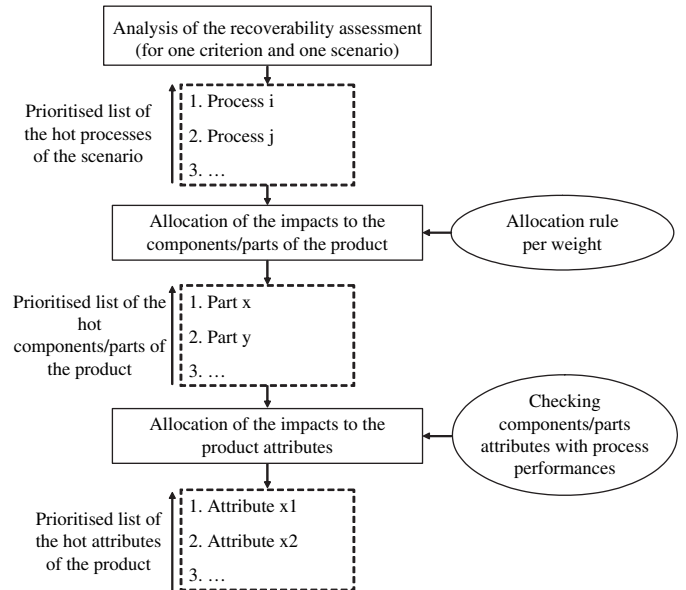 Analysis of the recoverability assessment
(for one criterion and one scenario)
Prioritised list of
the hot processes
of the scenario
1. Process i
2. Process j
3. …
Allocation of the impacts to the
components/parts of the product
Allocation rule
per weight
Prioritised list of the
hot
components/parts of
the product
1. Part x
2. Part y
3. …
Allocation of the impacts to the
product attributes
Checking
components/parts
attributes with process
performances
Prioritised list of
the hot attributes
of the product
1. Attribute x1
2. Attribute x2
3. …